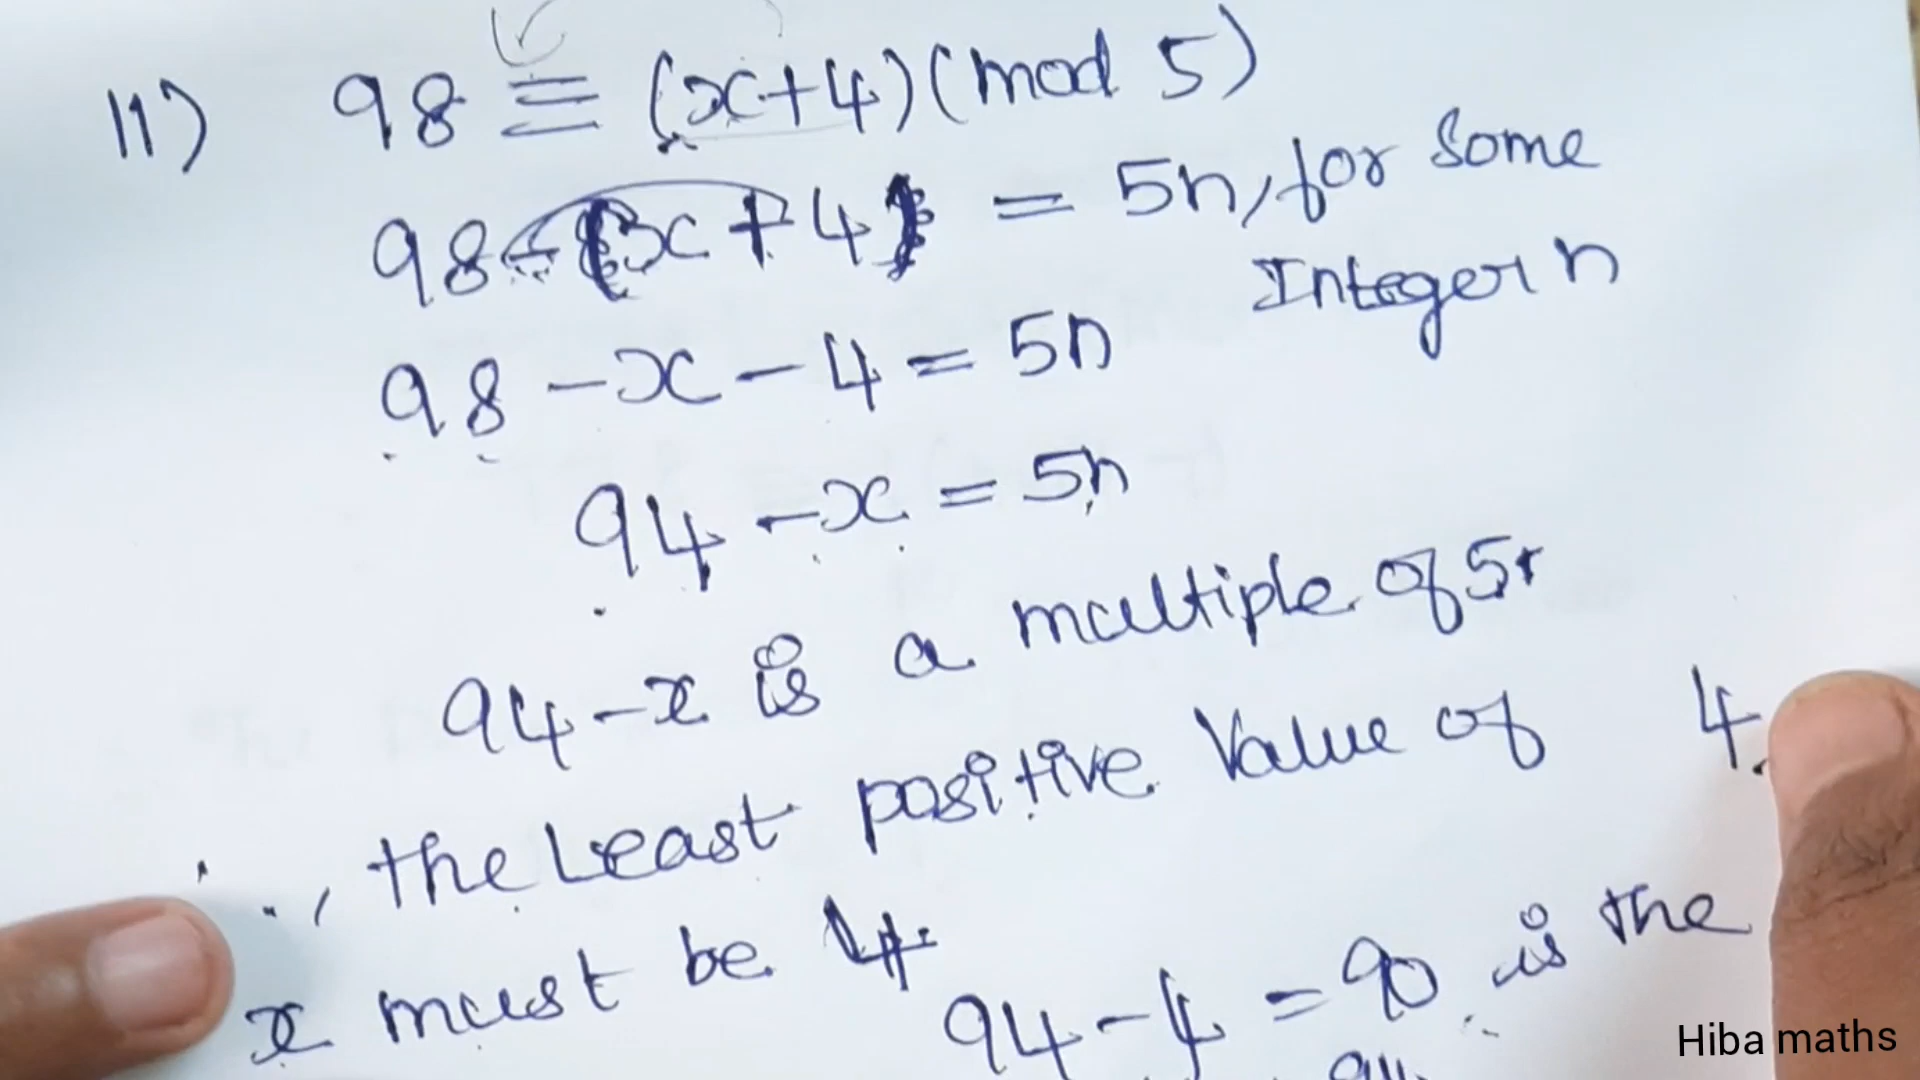 11) 98 ≡ (x+4) (mod 5)
98-(x+4) = 5n, for some
Integer n
98 - x - 4 = 5n
94 - x = 5n
94 - x is a multiple of 5
∴, the Least positive Value of 4.
x must be 4
94 - 4 = 90 is the
Hiba maths